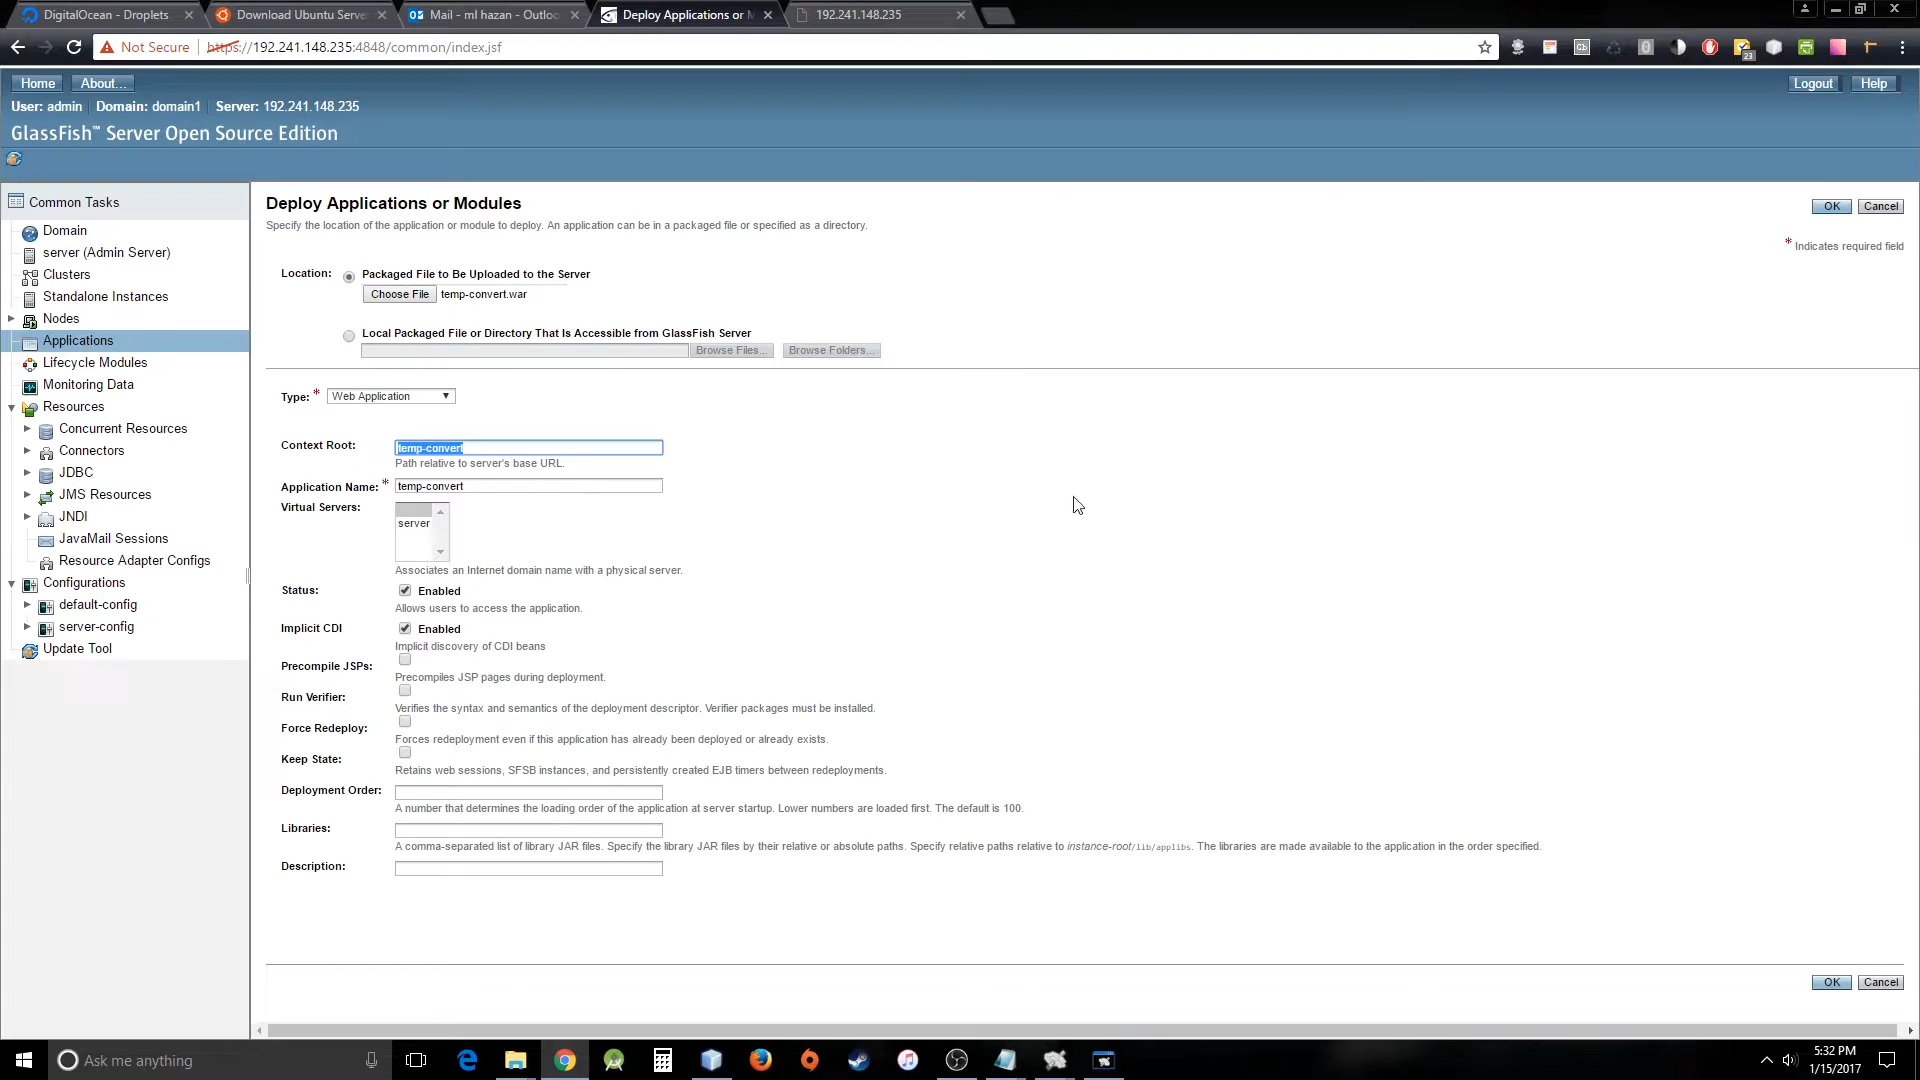 DigitalOcean - Droplets
Download Ubuntu Serve
Mail - ml hazan - Outloo
Deploy Applications or M
192.241.148.235
Not Secure
https://192.241.148.235:4848/common/index.jsf
23
Home
About...
Logout
Help
User: admin
Domain: domain1
Server: 192.241.148.235
GlassFish™ Server Open Source Edition
Common Tasks
Domain
server (Admin Server)
Clusters
Standalone Instances
Nodes
Applications
Lifecycle Modules
Monitoring Data
Resources
Concurrent Resources
Connectors
JDBC
JMS Resources
JNDI
JavaMail Sessions
Resource Adapter Configs
Configurations
default-config
server-config
Update Tool
Deploy Applications or Modules
OK
Cancel
Specify the location of the application or module to deploy. An application can be in a packaged file or specified as a directory.
* Indicates required field
Location:
Packaged File to Be Uploaded to the Server
Choose File
temp-convert.war
Local Packaged File or Directory That Is Accessible from GlassFish Server
Browse Files...
Browse Folders...
Type: *
Web Application
Context Root:
temp-convert
Path relative to server's base URL.
Application Name: *
temp-convert
Virtual Servers:
server
Associates an Internet domain name with a physical server.
Status:
Enabled
Allows users to access the application.
Implicit CDI
Enabled
Implicit discovery of CDI beans
Precompile JSPs:
Precompiles JSP pages during deployment.
Run Verifier:
Verifies the syntax and semantics of the deployment descriptor. Verifier packages must be installed.
Force Redeploy:
Forces redeployment even if this application has already been deployed or already exists.
Keep State:
Retains web sessions, SFSB instances, and persistently created EJB timers between redeployments.
Deployment Order:
A number that determines the loading order of the application at server startup. Lower numbers are loaded first. The default is 100.
Libraries:
A comma-separated list of library JAR files. Specify the library JAR files by their relative or absolute paths. Specify relative paths relative to instance-root/lib/applibs. The libraries are made available to the application in the order specified.
Description:
OK
Cancel
Ask me anything
5:32 PM
1/15/2017